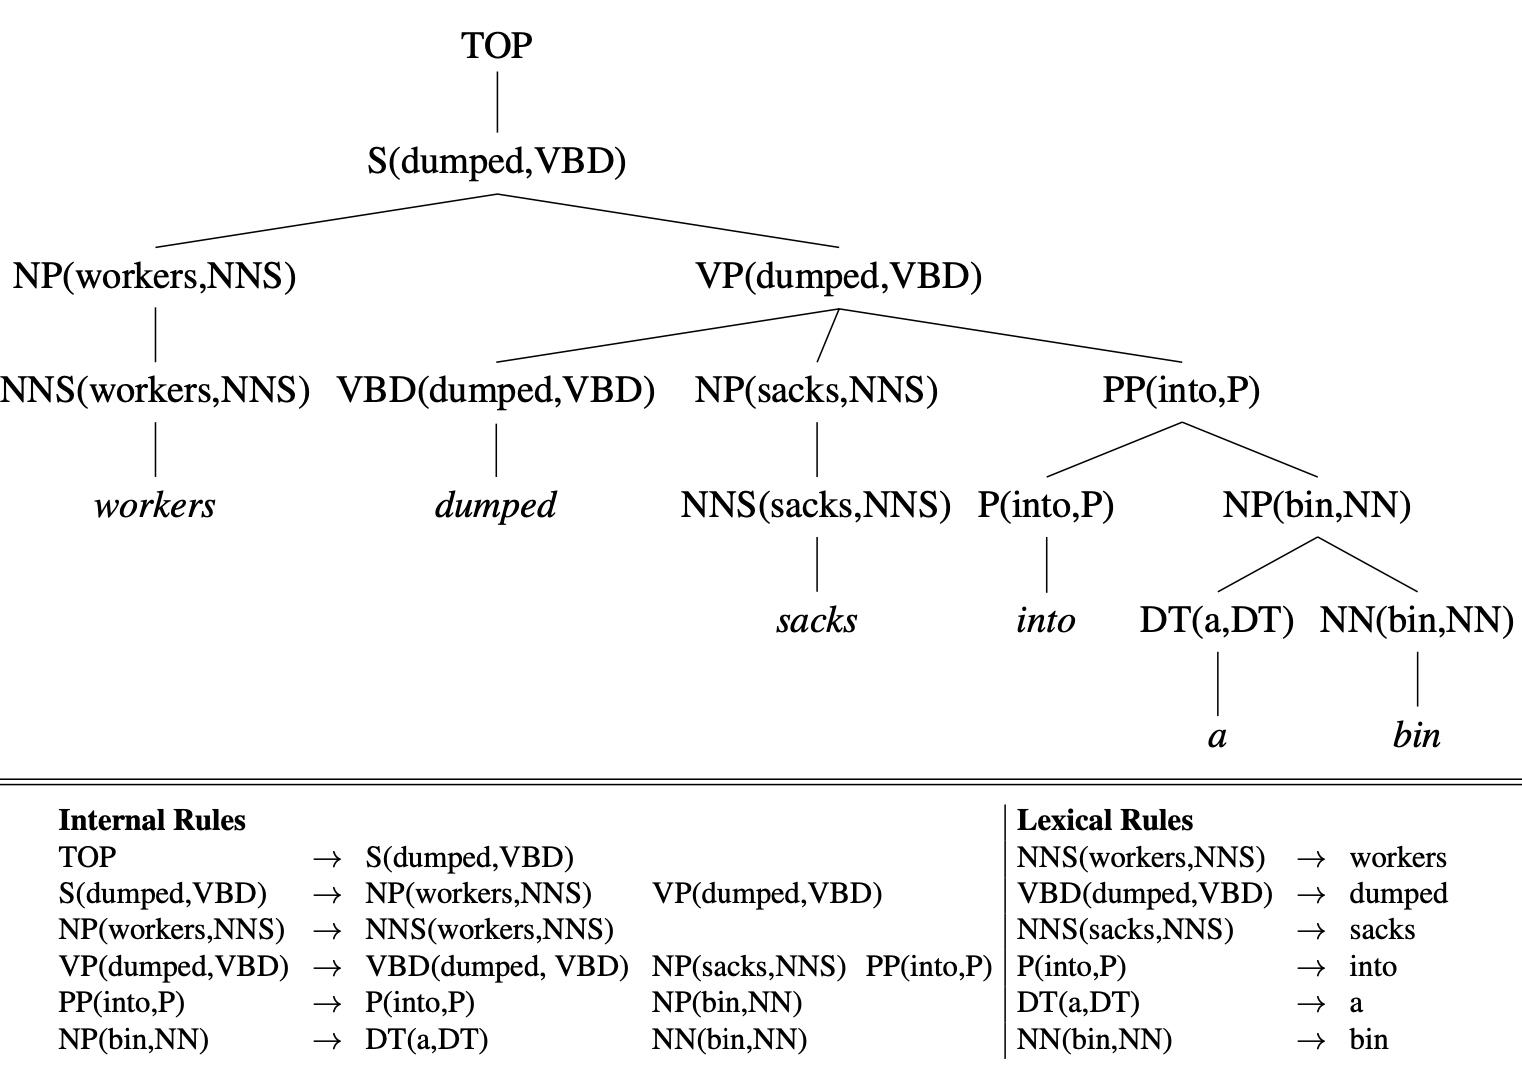 TOP
S(dumped,VBD)
NP(workers,NNS) VP(dumped,VBD)
NNS(workers,NNS) VBD(dumped,VBD) NP(sacks,NNS) PP(into,P)
workers dumped NNS(sacks,NNS) P(into,P) NP(bin,NN)
sacks into DT(a,DT) NN(bin,NN)
a bin
Internal Rules Lexical Rules
TOP → S(dumped,VBD) NNS(workers,NNS) → workers
S(dumped,VBD) → NP(workers,NNS) VP(dumped,VBD) VBD(dumped,VBD) → dumped
NP(workers,NNS) → NNS(workers,NNS) NNS(sacks,NNS) → sacks
VP(dumped,VBD) → VBD(dumped, VBD) NP(sacks,NNS) PP(into,P) P(into,P) → into
PP(into,P) → P(into,P) NP(bin,NN) DT(a,DT) → a
NP(bin,NN) → DT(a,DT) NN(bin,NN) NN(bin,NN) → bin